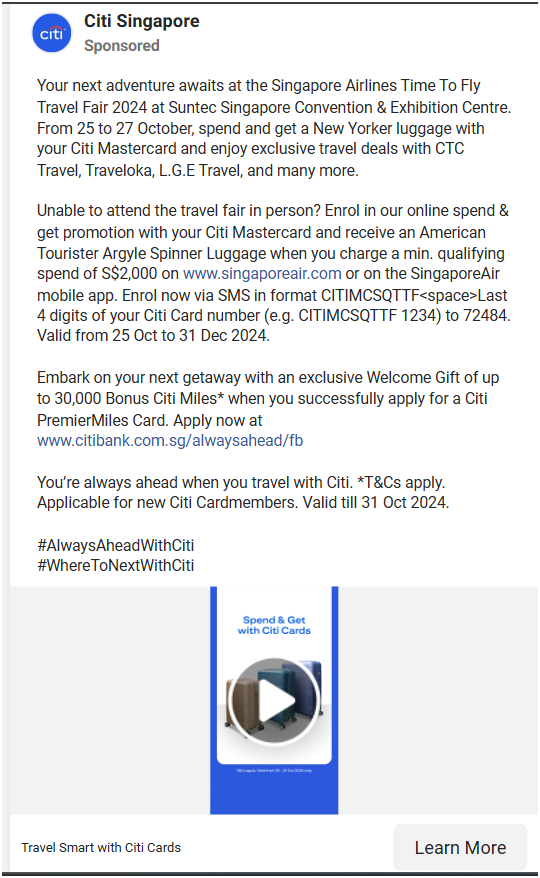 citi
Citi Singapore
Sponsored
Your next adventure awaits at the Singapore Airlines Time To Fly
Travel Fair 2024 at Suntec Singapore Convention & Exhibition Centre.
From 25 to 27 October, spend and get a New Yorker luggage with
your Citi Mastercard and enjoy exclusive travel deals with CTC
Travel, Traveloka, L.G.E Travel, and many more.
Unable to attend the travel fair in person? Enrol in our online spend &
get promotion with your Citi Mastercard and receive an American
Tourister Argyle Spinner Luggage when you charge a min. qualifying
spend of S$2,000 on www.singaporeair.com or on the SingaporeAir
mobile app. Enrol now via SMS in format CITIMCSQTTF<space>Last
4 digits of your Citi Card number (e.g. CITIMCSQTTF 1234) to 72484.
Valid from 25 Oct to 31 Dec 2024.
Embark on your next getaway with an exclusive Welcome Gift of up
to 30,000 Bonus Citi Miles* when you successfully apply for a Citi
PremierMiles Card. Apply now at
www.citibank.com.sg/alwaysahead/fb
You're always ahead when you travel with Citi. *T&Cs apply.
Applicable for new Citi Cardmembers. Valid till 31 Oct 2024.
#AlwaysAheadWithCiti
#WhereToNextWithCiti
Spend & Get
with Citi Cards
T&Cs apply. Valid from 25 - 27 Oct 2024 only.
Travel Smart with Citi Cards
Learn More